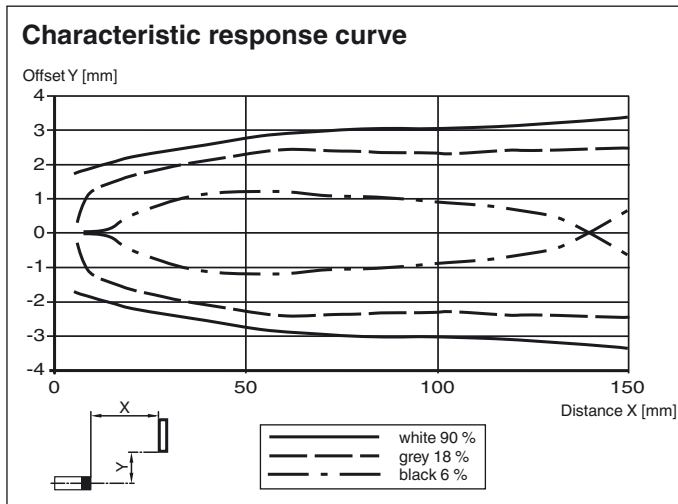 Characteristic response curve
Offset Y [mm]
4
3
2
1
0
-1
-2
-3
-4
0 50 100 150
Distance X [mm]
X
Y
white 90 %
grey 18 %
black 6 %